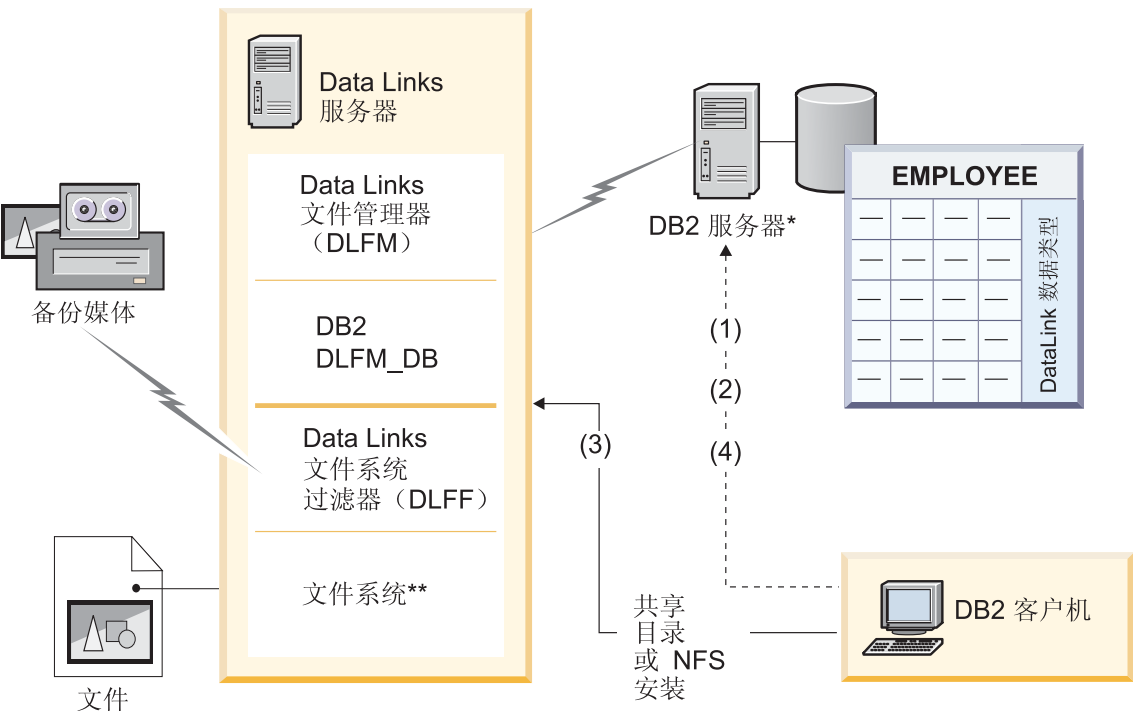 Data Links
服务器
Data Links
文件管理器
（DLFM）
DB2
DLFM_DB
Data Links
文件系统
过滤器（DLFF）
文件系统**
备份媒体
文件
DB2 服务器*
EMPLOYEE
DataLink 数据类型
(1)
(2)
(4)
(3)
共享
目录
或 NFS
安装
DB2 客户机